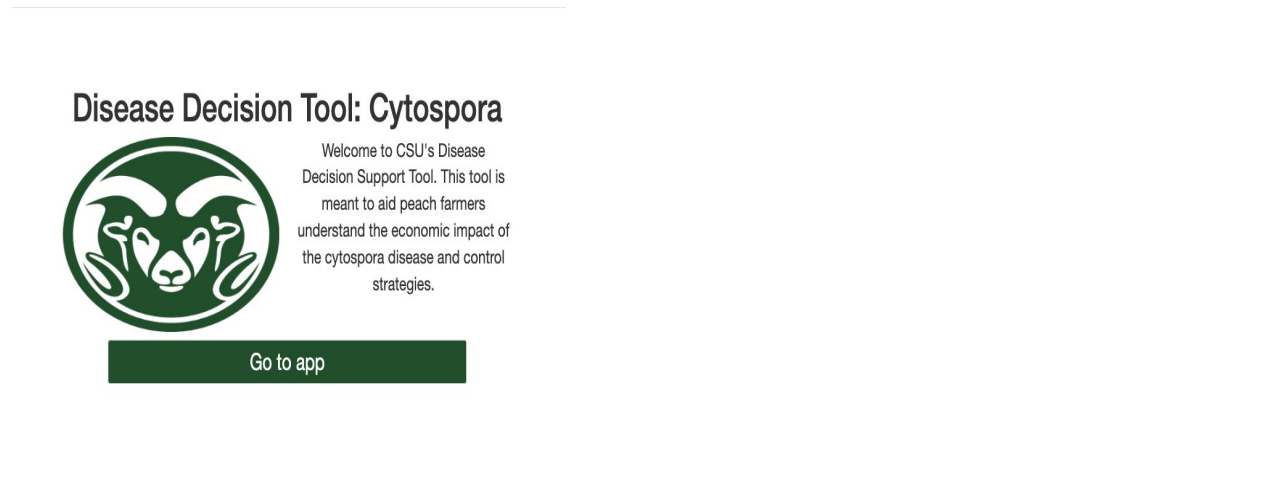 Disease Decision Tool: Cytospora
Welcome to CSU's Disease
Decision Support Tool. This tool is
meant to aid peach farmers
understand the economic impact of
the cytospora disease and control
strategies.
Go to app